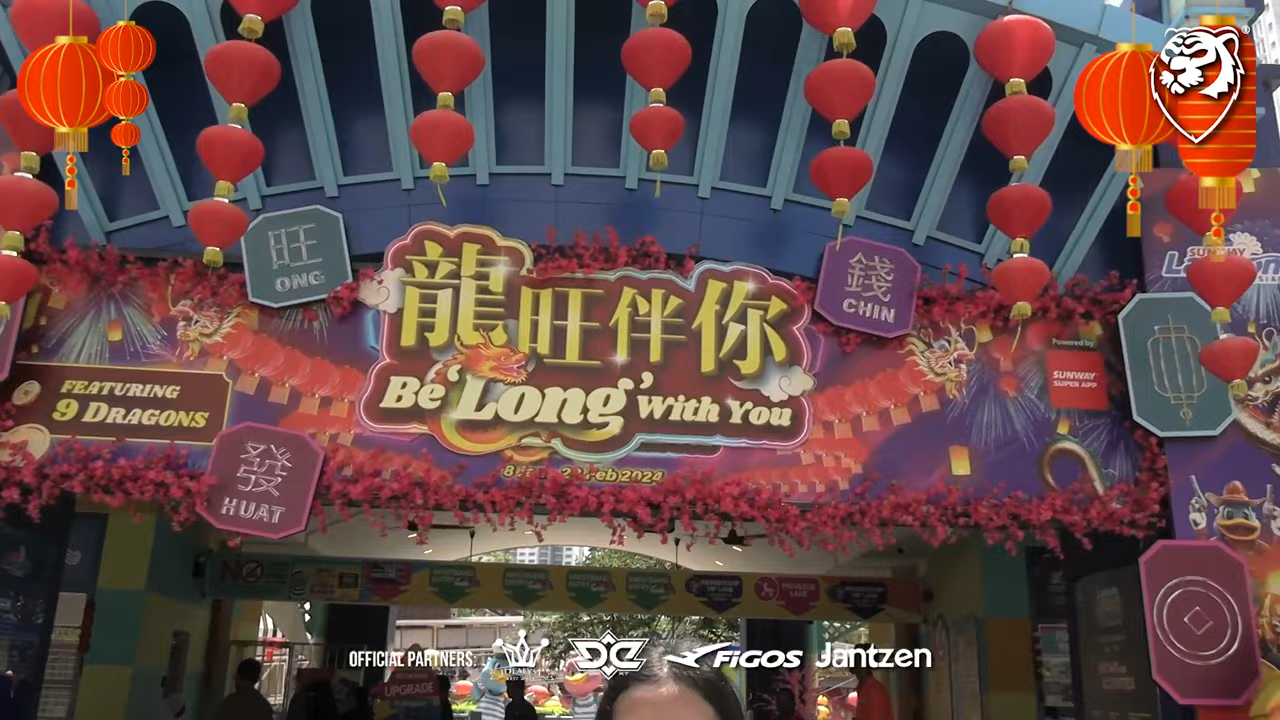 旺
ONG
錢
CHIN
龍旺伴你
Be 'Long' With You
FEATURING
9 DRAGONS
Powered by
SUNWAY
SUPER APP
發
HUAT
SUNWAY
OFFICIAL PARTNERS:
FIGOS
Jantzen
UPGRADE